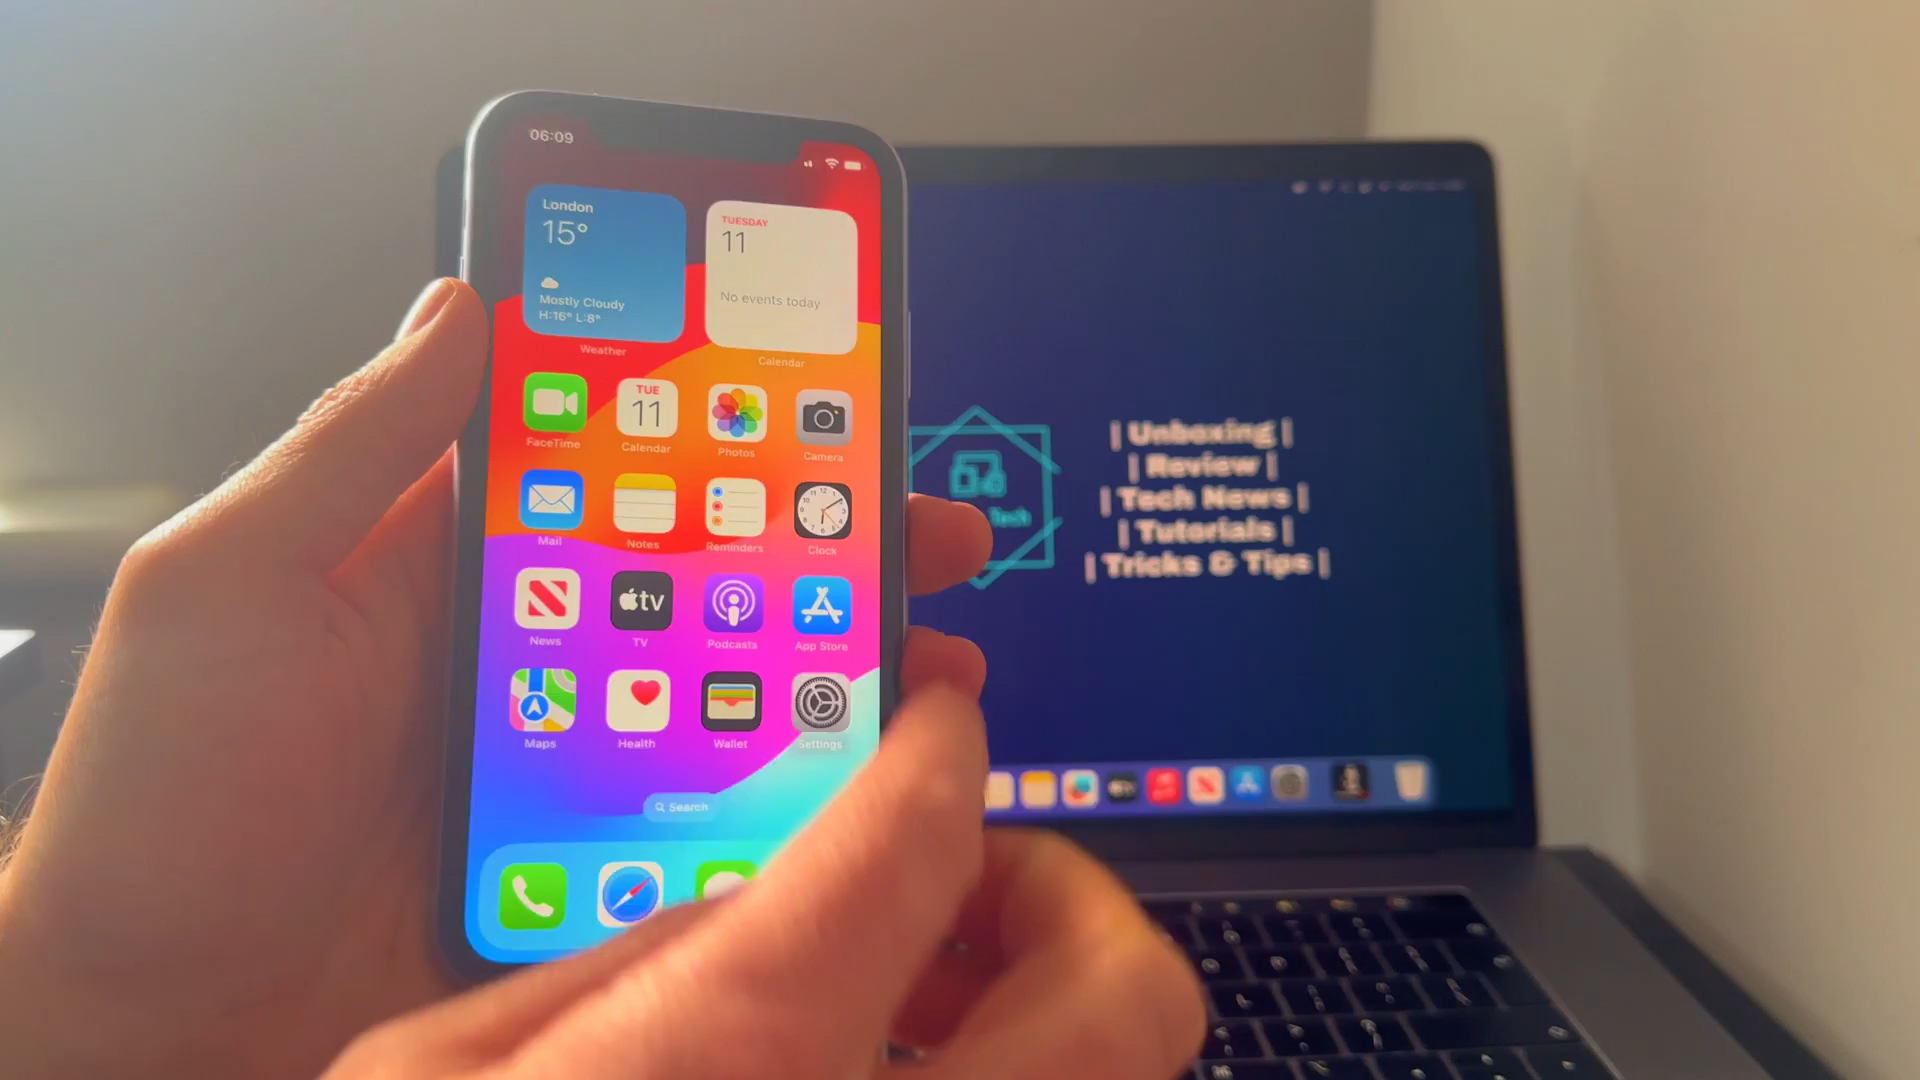 06:09
London
15°
Mostly Cloudy
H:16° L:8°
Weather
TUESDAY
11
No events today
Calendar
FaceTime
TUE
11
Calendar
Photos
Camera
Mail
Notes
Reminders
Clock
News
tv
TV
Podcasts
App Store
Maps
Health
Wallet
Settings
Search
Tech
| Unboxing |
| Review |
| Tech News |
| Tutorials |
| Tricks & Tips |